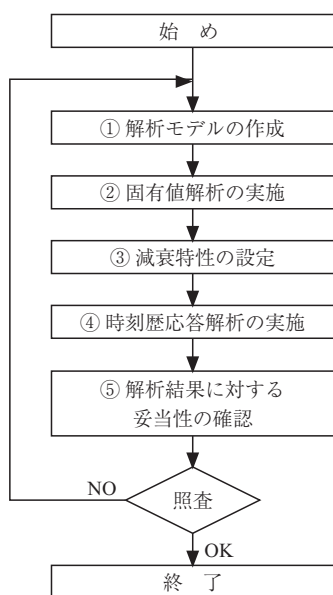 始 め
① 解析モデルの作成
② 固有値解析の実施
③ 減衰特性の設定
④ 時刻歴応答解析の実施
⑤ 解析結果に対する
妥当性の確認
NO
照査
OK
終 了